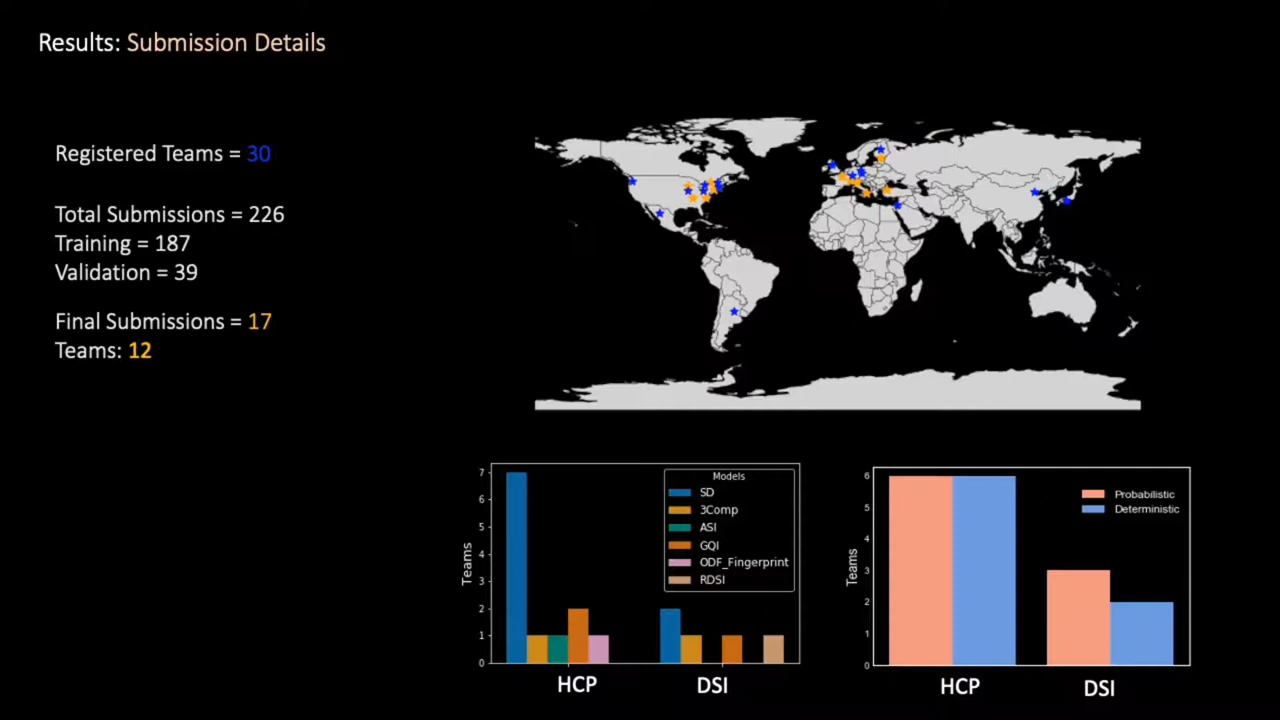 Results: Submission Details
Registered Teams = 30
Total Submissions = 226
Training = 187
Validation = 39
Final Submissions = 17
Teams: 12
7
6
5
4
3
2
1
0
Teams
Models
SD
3Comp
ASI
GQI
ODF_Fingerprint
RDSI
HCP
DSI
6
5
4
3
2
1
0
Teams
Probabilistic
Deterministic
HCP
DSI